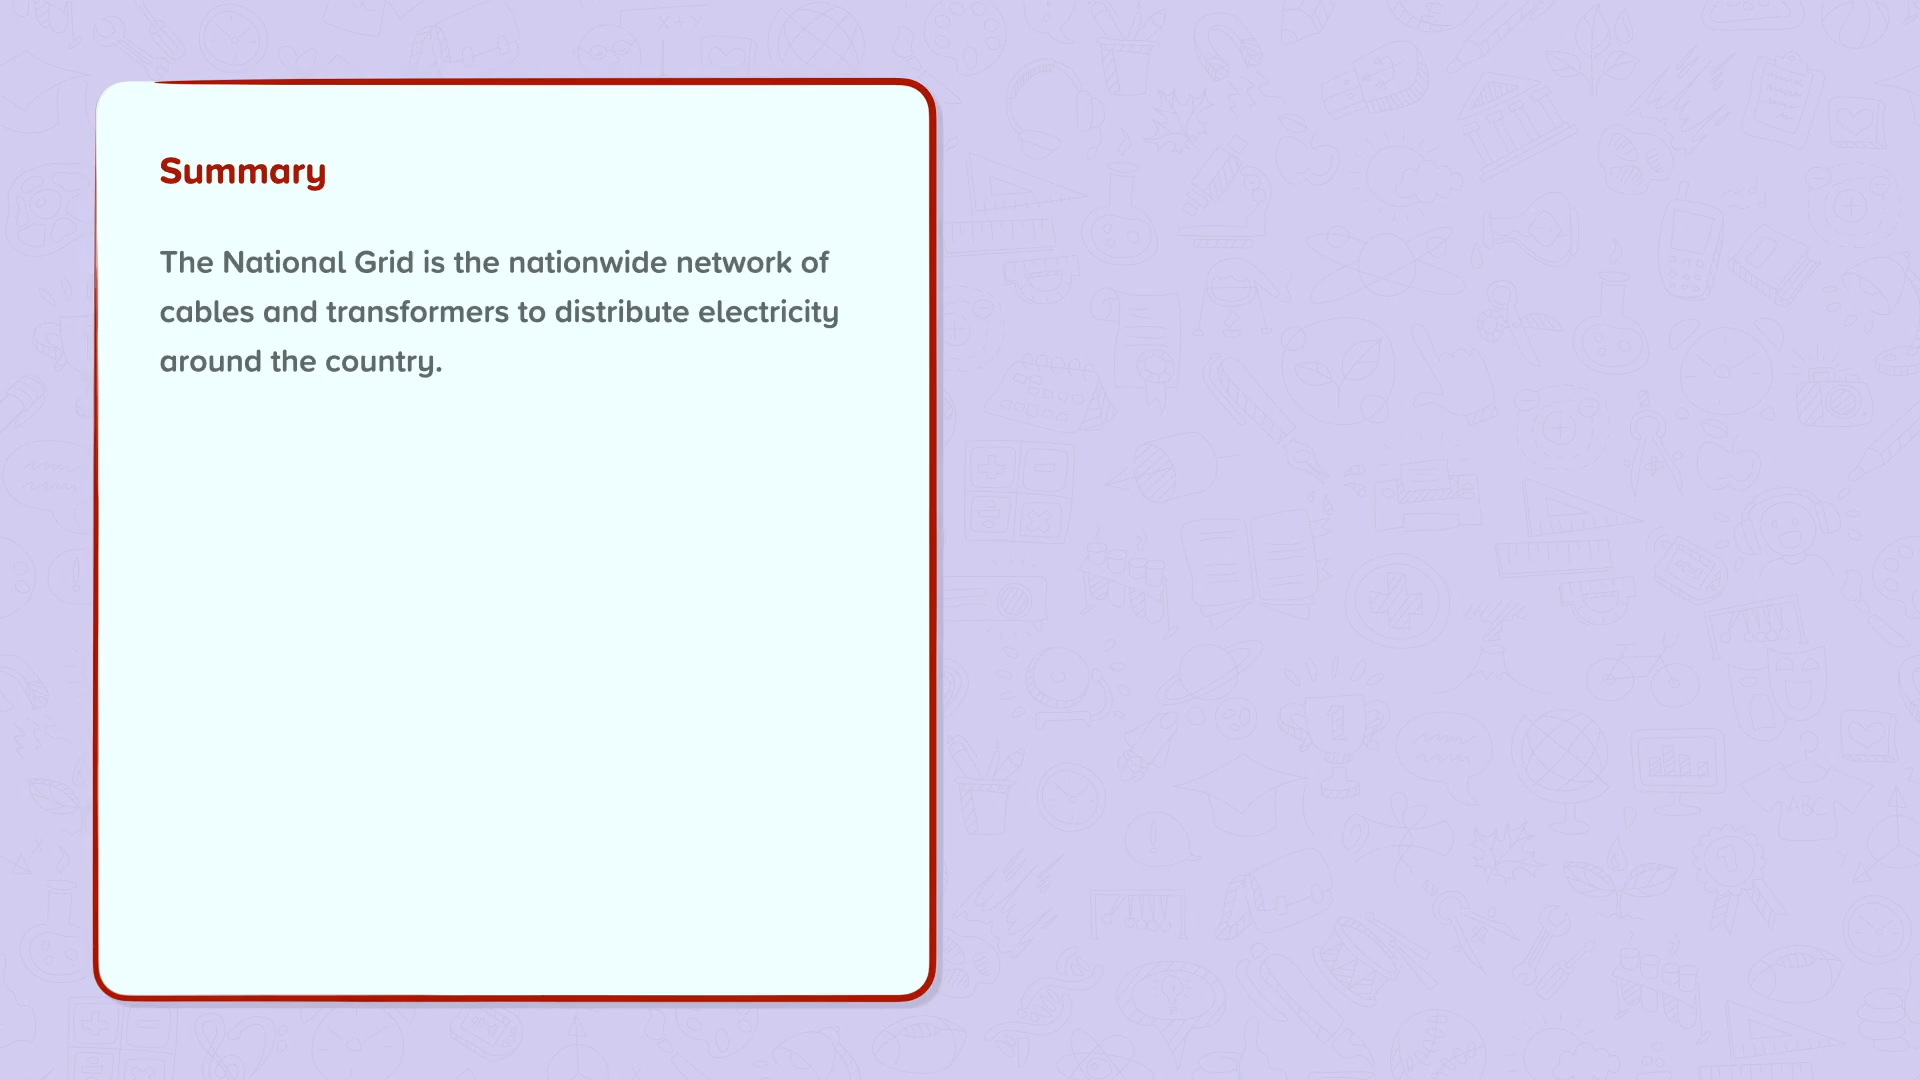 Summary
The National Grid is the nationwide network of
cables and transformers to distribute electricity
around the country.